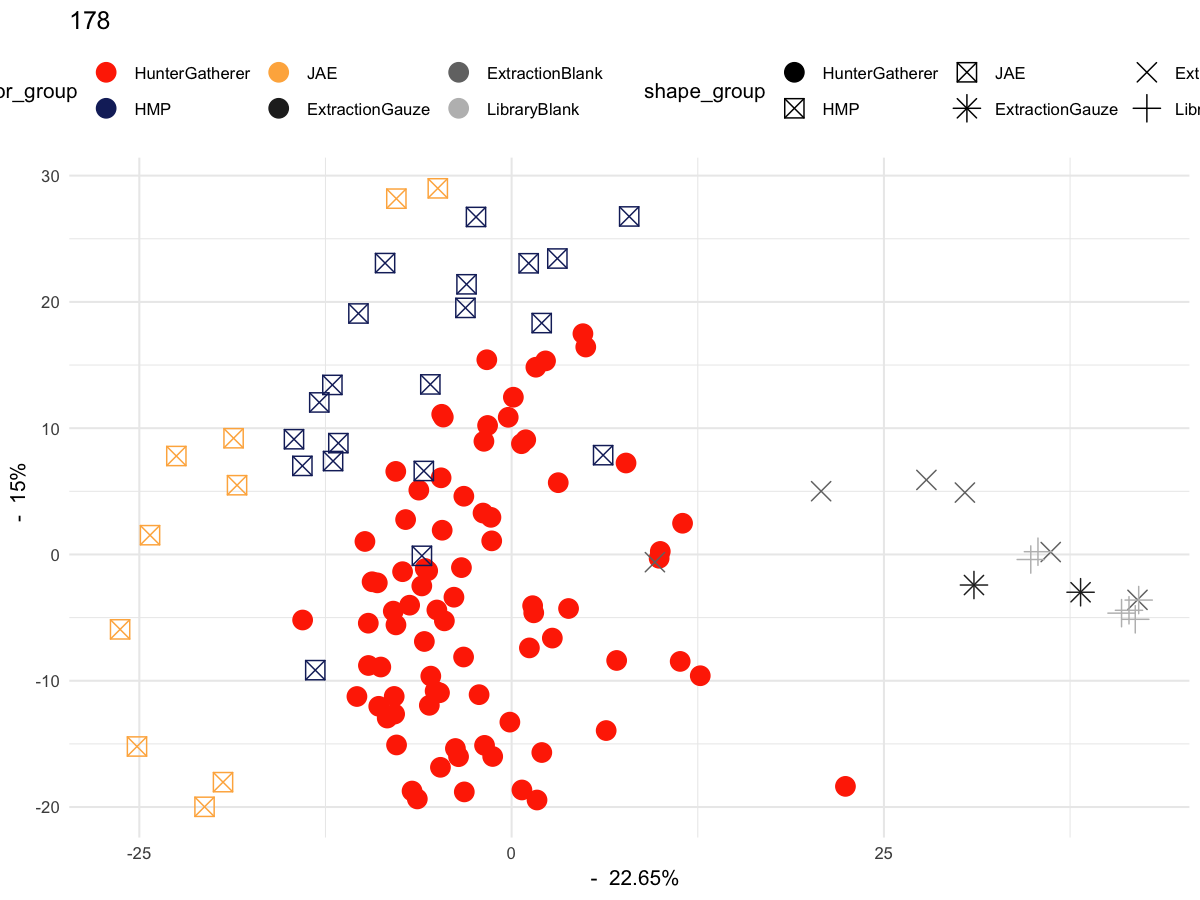 178
or_group
HunterGatherer JAE ExtractionBlank
HMP ExtractionGauze LibraryBlank
shape_group
HunterGatherer JAE Ext
HMP ExtractionGauze Libr
30
20
10
0
-10
-20
- 15%
-25 0 25
- 22.65%